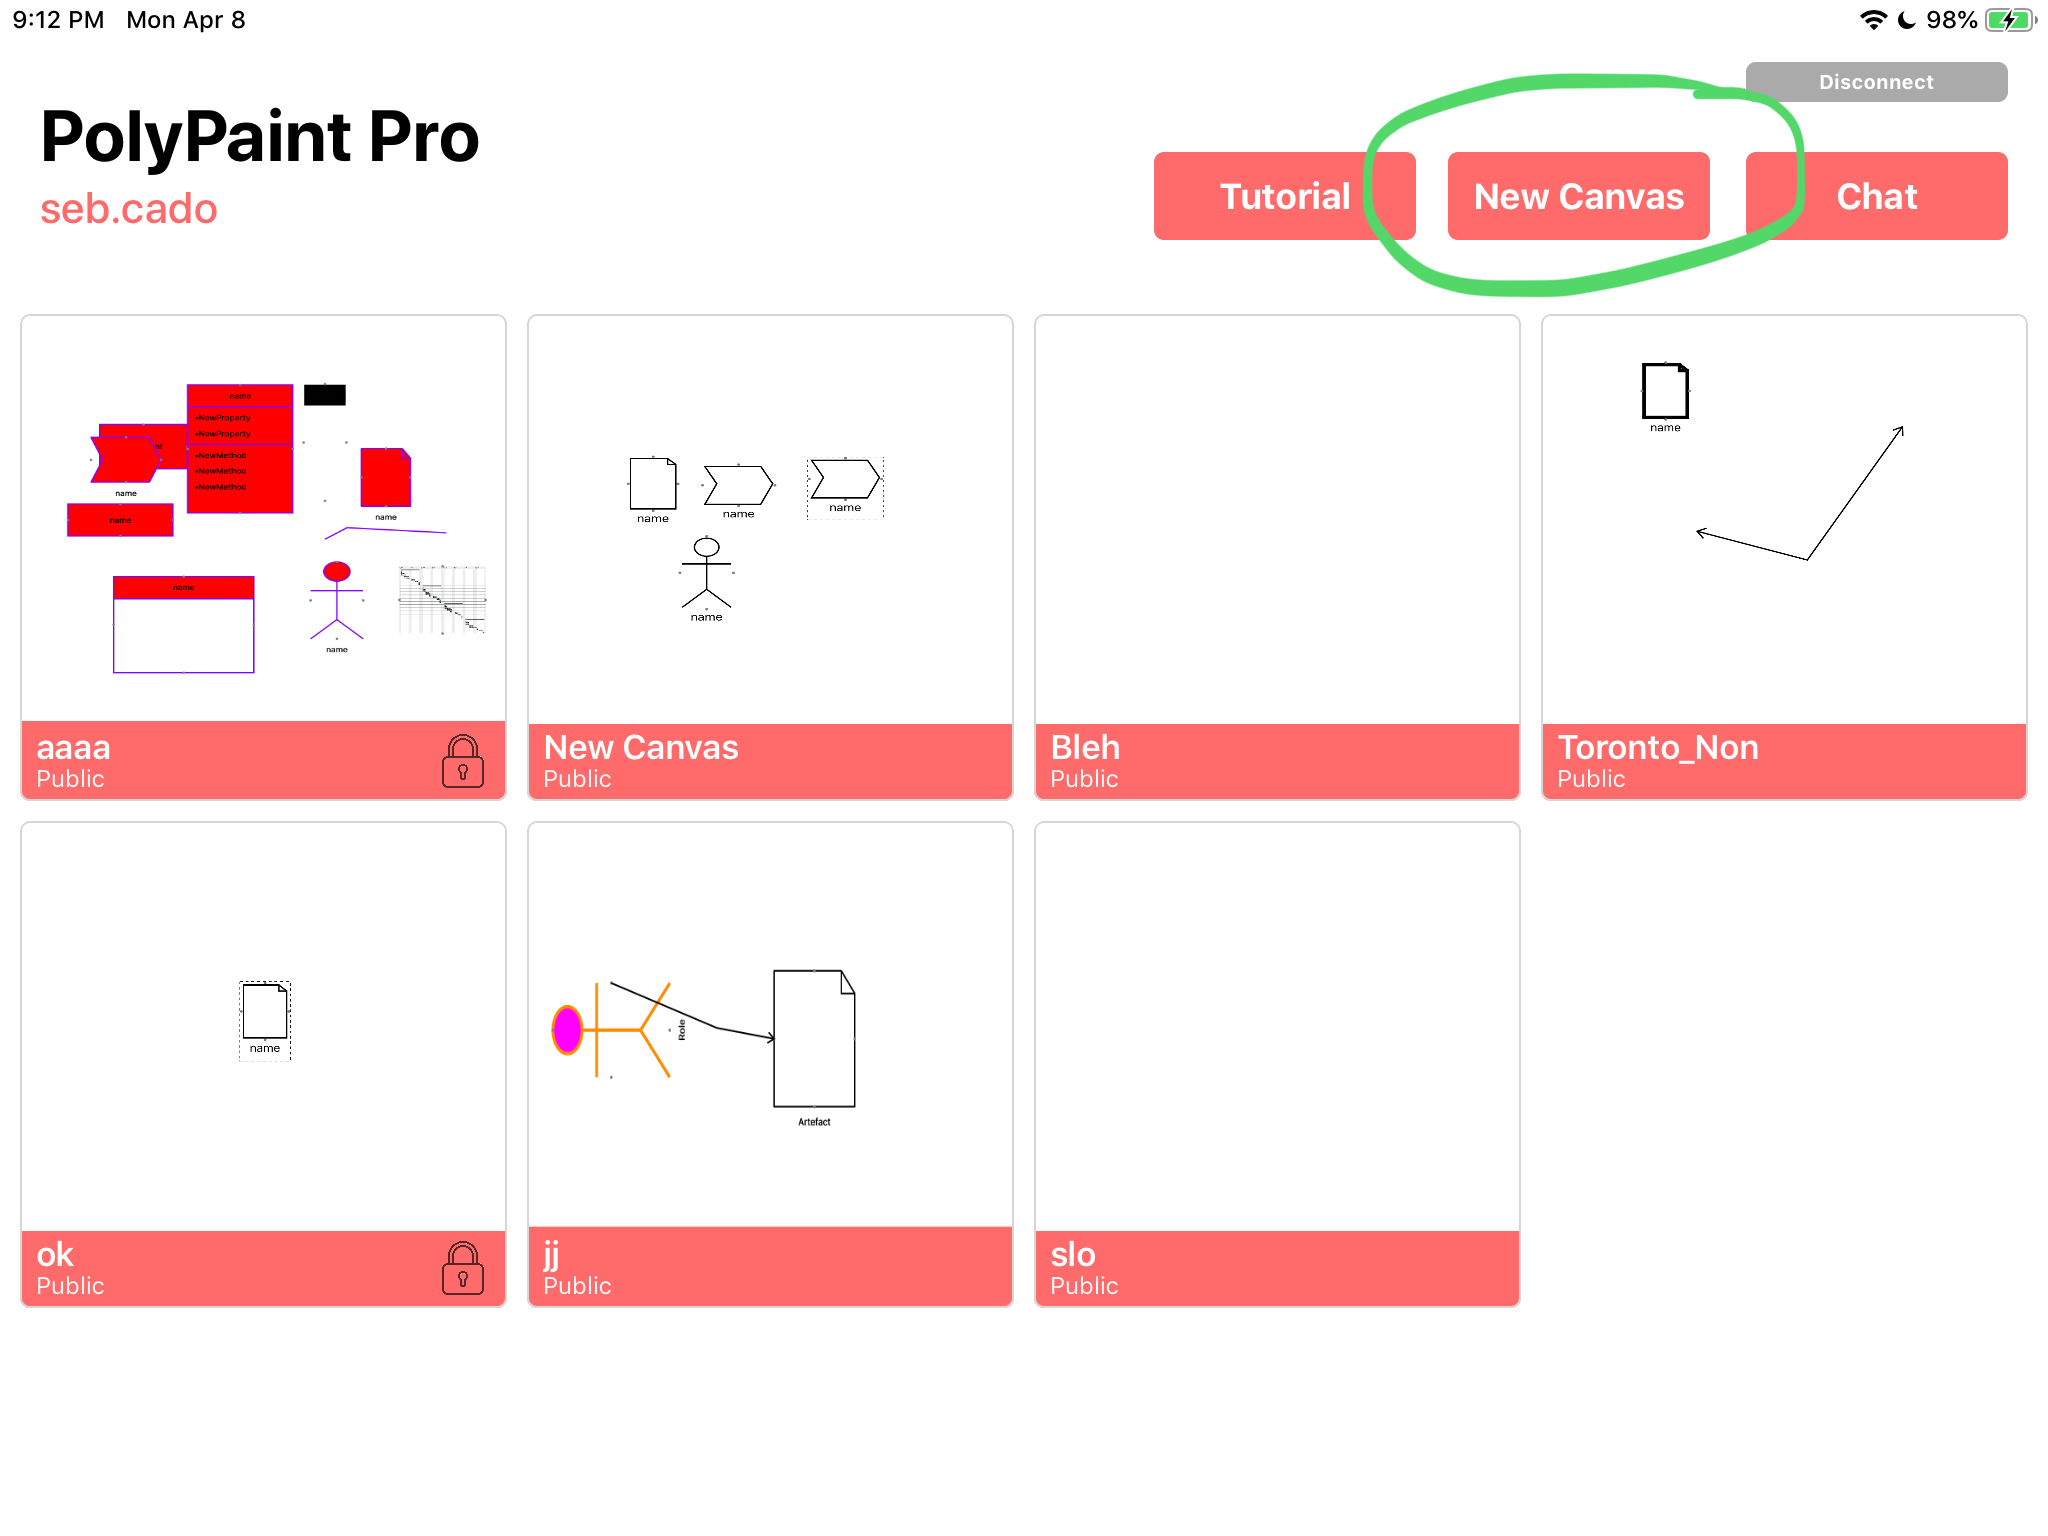 9:12 PM Mon Apr 8 98%
Disconnect
PolyPaint Pro
seb.cado
Tutorial New Canvas Chat
name
•NewProperty
•NewProperty
•NewMethod
•NewMethod
•NewMethod
name
name
name
name
name
aaaa
Public
name
name
name
name
New Canvas
Public
Bleh
Public
name
Toronto_Non
Public
name
ok
Public
Role
Artefact
jj
Public
slo
Public